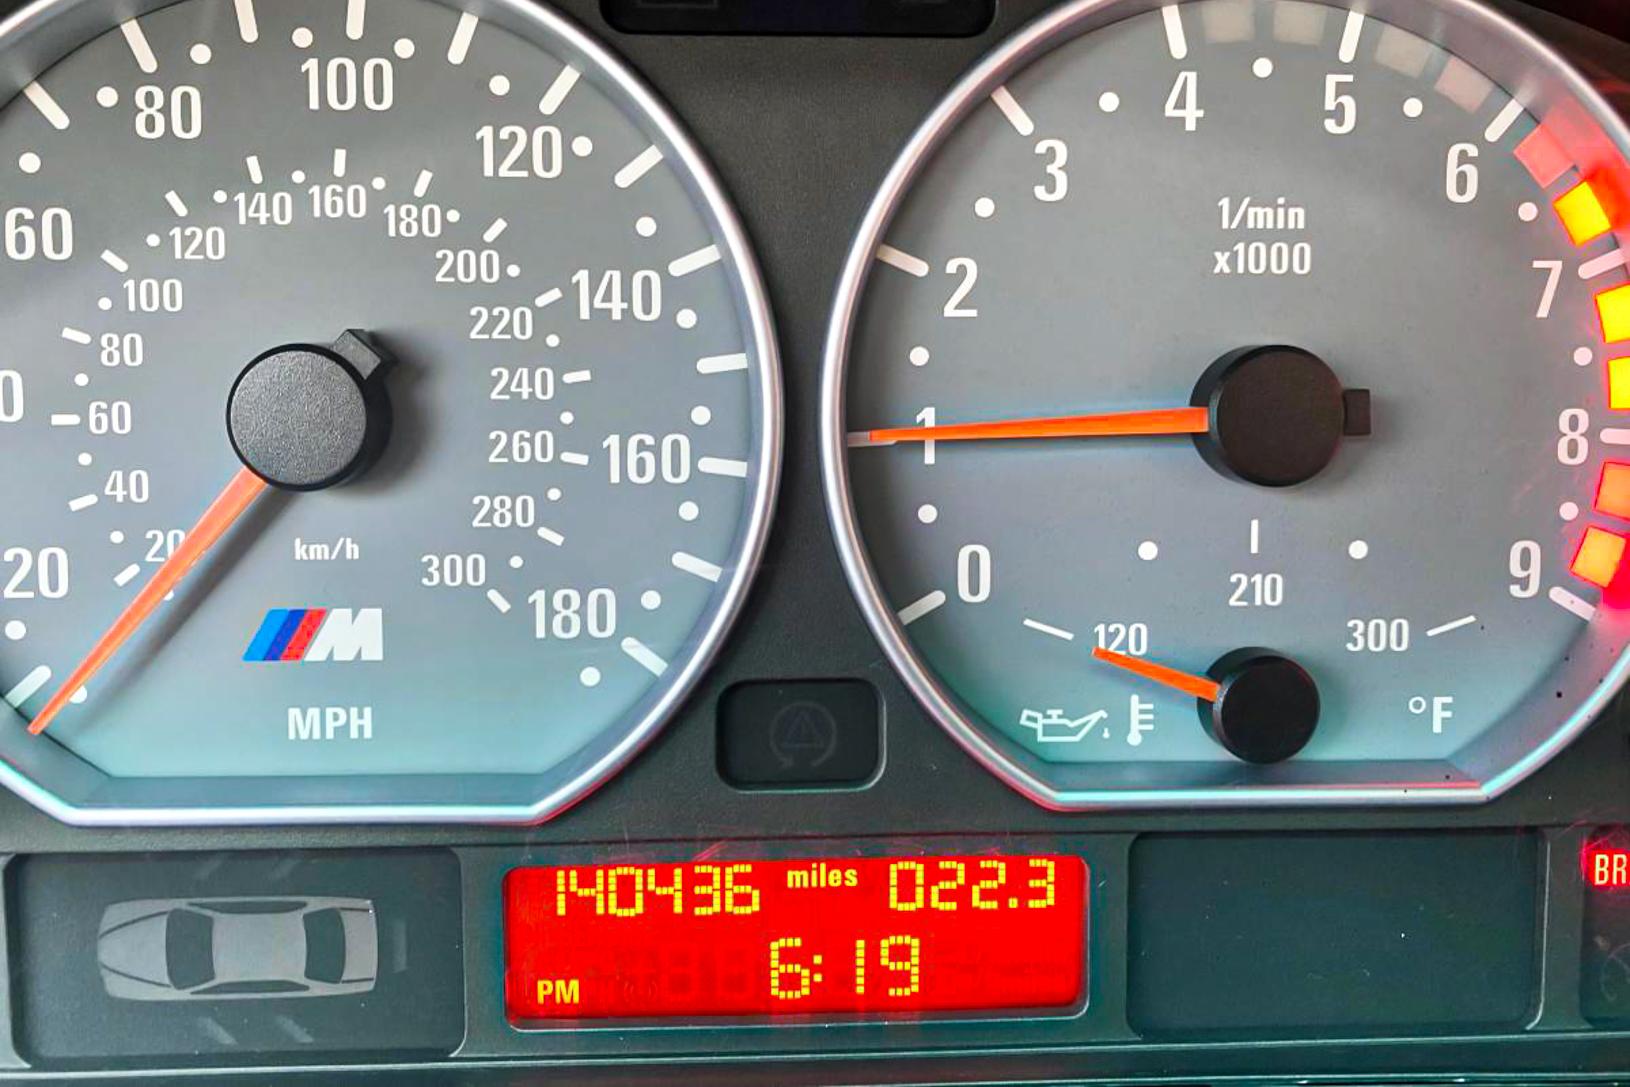 60 80 100 120 140 160 180
20
20 40 60 80 100 120 140 160 180 200 220 240 260 280 300
km/h
M
MPH
0 1 2 3 4 5 6 7 8 9
1/min
x1000
120 210 300
°F
140436 miles 022.3
PM 6:19
BR